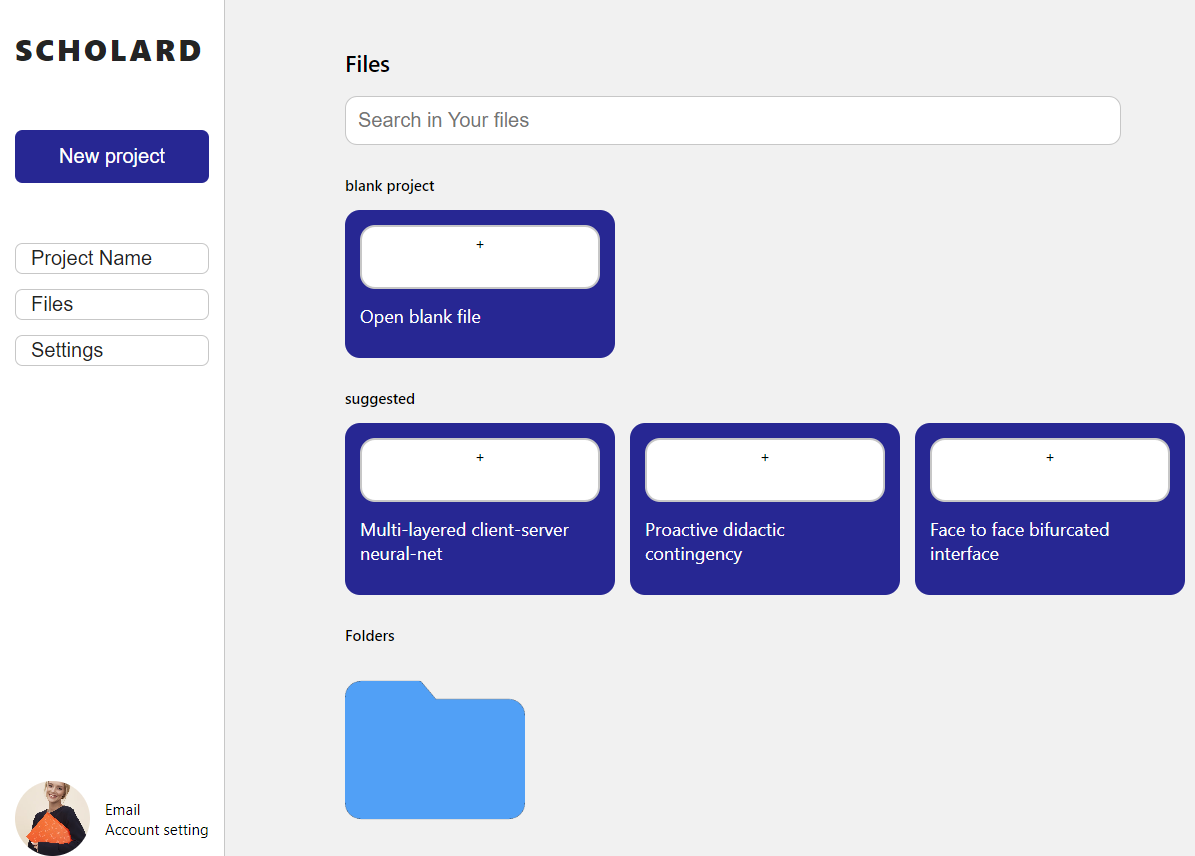 SCHOLARD
New project
Project Name
Files
Settings
Email
Account setting
Files
Search in Your files
blank project
+
Open blank file
suggested
+
Multi-layered client-server
neural-net
+
Proactive didactic
contingency
+
Face to face bifurcated
interface
Folders